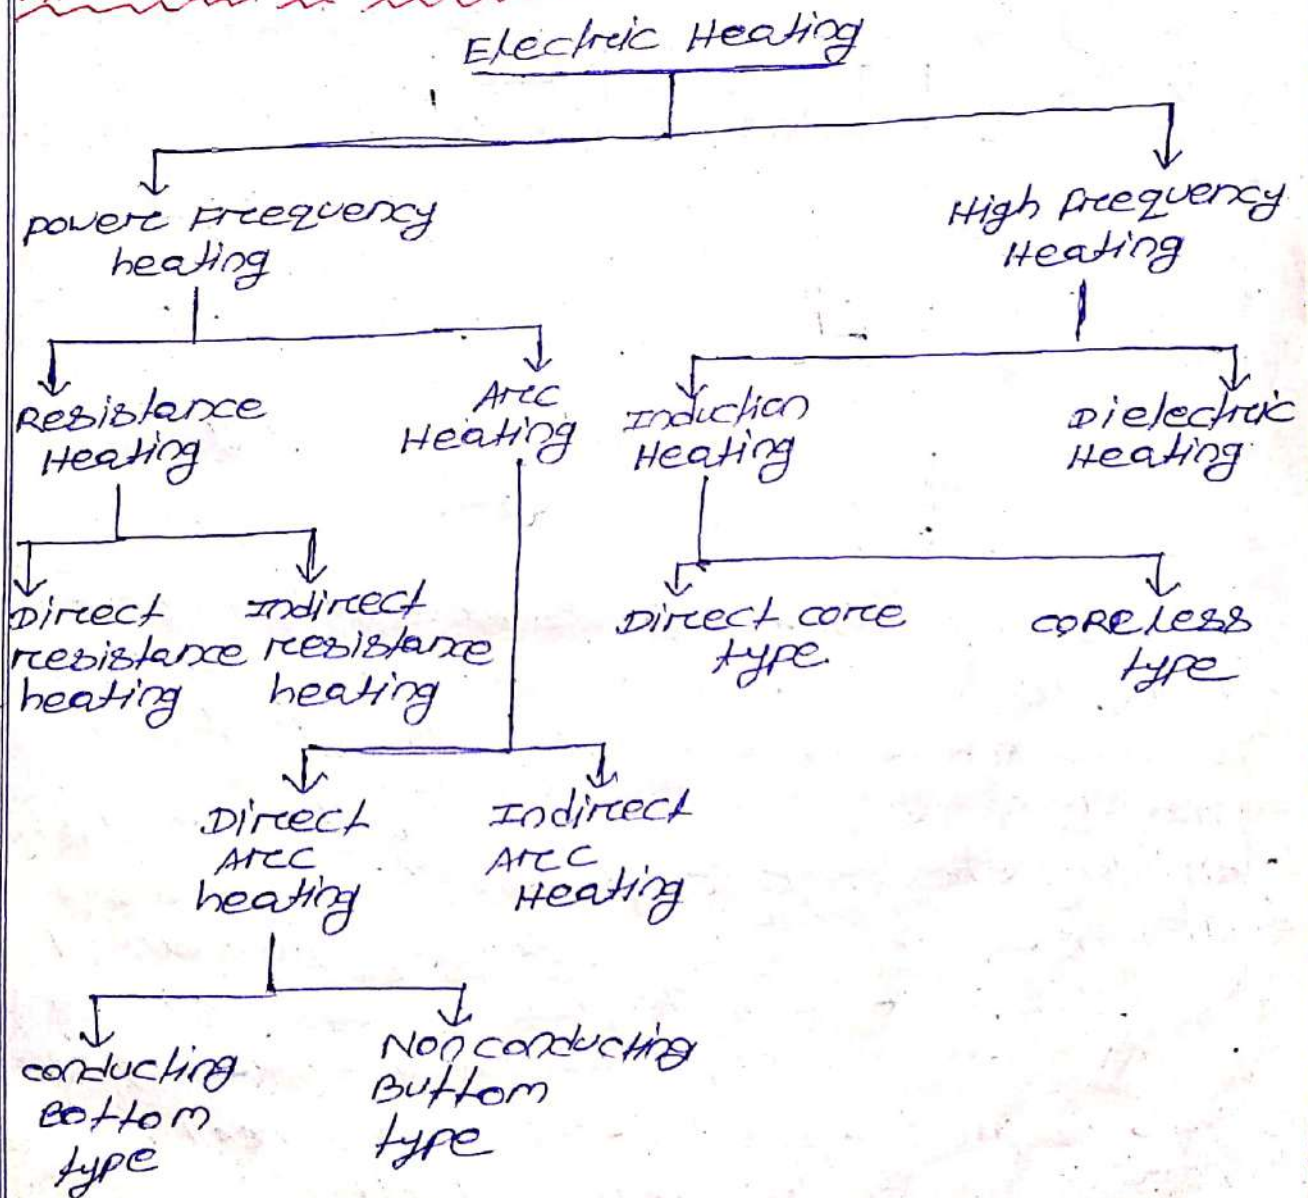 Electric Heating
power Frequency
heating
High frequency
Heating
Resistance
Heating
Arc
Heating
Induction
Heating
Dielectric
Heating
Direct
resistance
heating
Indirect
resistance
heating
Direct core
type.
CORELESS
type
Direct
Arc
heating
Indirect
Arc
Heating
conducting
Bottom
type
Non conducting
Buttom
type